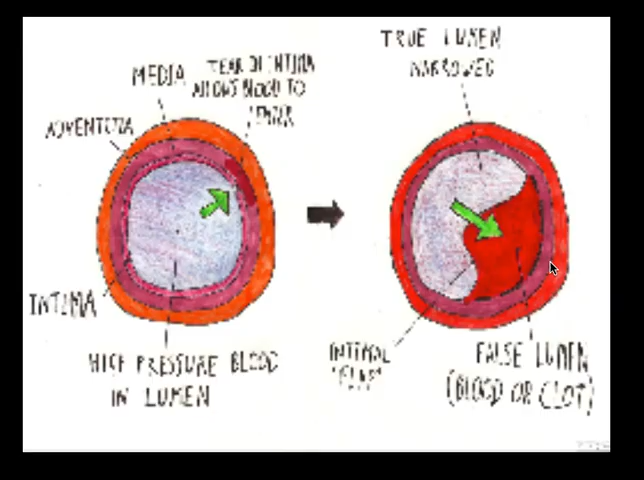 MEDIA
TEAR IN INTIMA
ALLOWS BLOOD TO
ENTER
ADVENTITIA
INTIMA
HIGH PRESSURE BLOOD
IN LUMEN
TRUE LUMEN
NARROWED
INTIMAL
"FLAP"
FALSE LUMEN
(BLOOD OR CLOT)